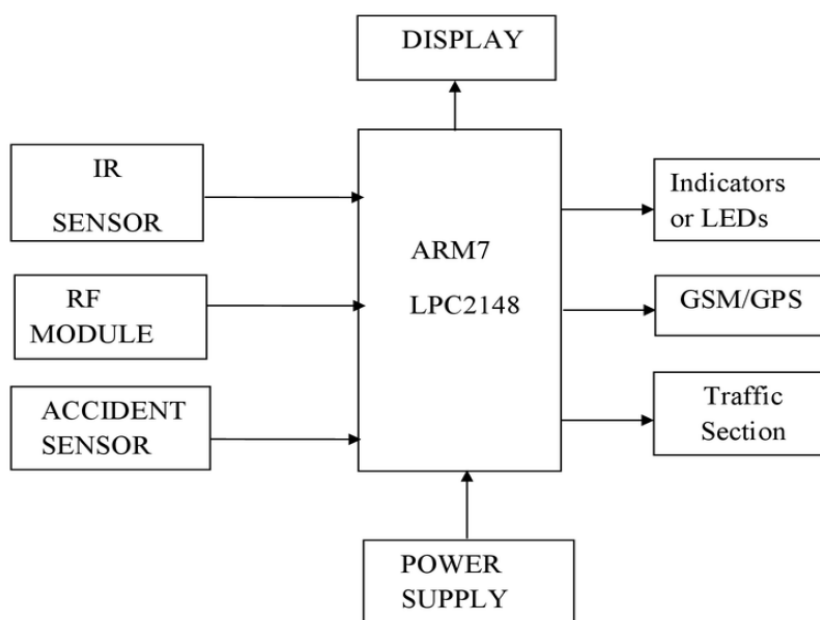 DISPLAY
IR
SENSOR
RF
MODULE
ACCIDENT
SENSOR
ARM7
LPC2148
Indicators
or LEDs
GSM/GPS
Traffic
Section
POWER
SUPPLY